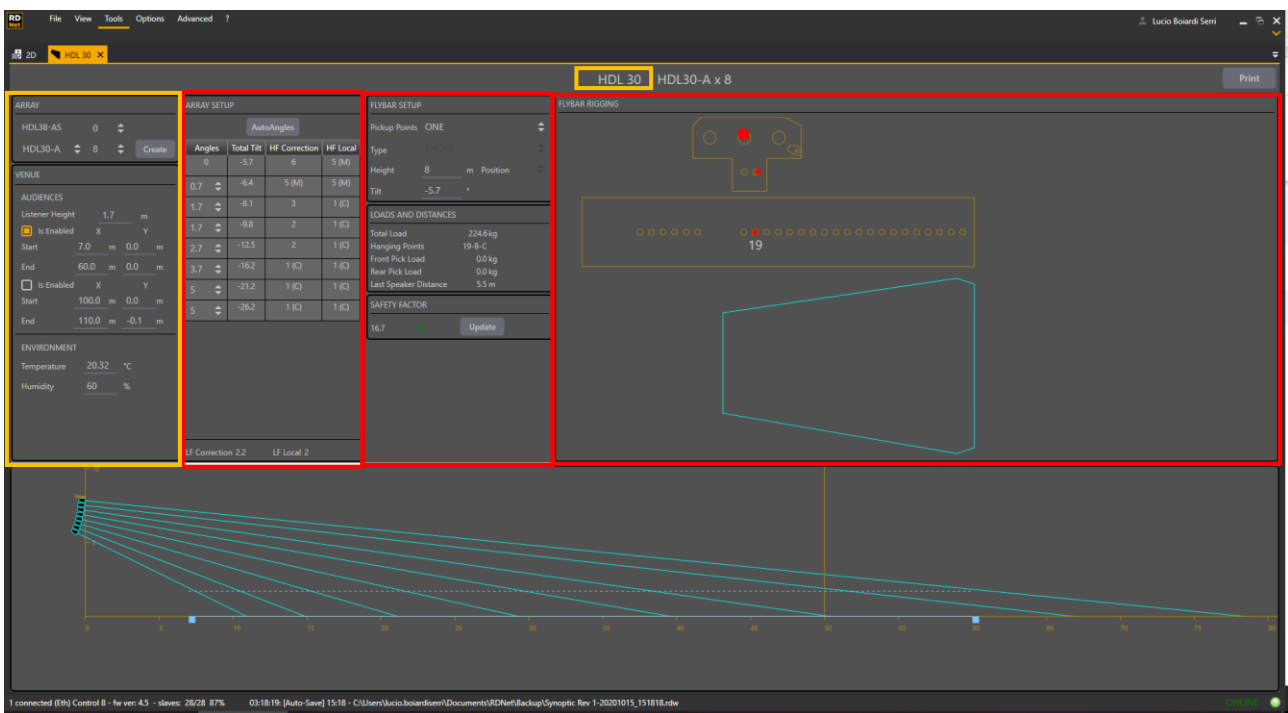 RD Net File View Tools Options Advanced ? Lucio Boiardi Serri
2D HDL 30
HDL 30 HDL30-A x 8 Print
ARRAY
HDL38-AS 0
HDL30-A 8 Create
VENUE
AUDIENCES
Listener Height 1.7 m
Is Enabled X Y
Start 7.0 m 0.0 m
End 60.0 m 0.0 m
Is Enabled X Y
Start 100.0 m 0.0 m
End 110.0 m -0.1 m
ENVIRONMENT
Temperature 20.32 °C
Humidity 60 %
ARRAY SETUP
AutoAngles
Angles Total Tilt HF Correction HF Local
0 -5.7 6 5 (M)
0.7 -6.4 5 (M) 5 (M)
1.7 -8.1 3 1 (C)
1.7 -9.8 2 1 (C)
2.7 -12.5 2 1 (C)
3.7 -16.2 1 (C) 1 (C)
5 -21.2 1 (C) 1 (C)
5 -26.2 1 (C) 1 (C)
LF Correction 2.2 LF Local 2
FLYBAR SETUP
Pickup Points ONE
Type SHORT
Height 8 m Position
Tilt -5.7 °
LOADS AND DISTANCES
Total Load 224.6 kg
Hanging Points 19-B-C
Front Pick Load 0.0 kg
Rear Pick Load 0.0 kg
Last Speaker Distance 5.5 m
SAFETY FACTOR
16.7 Update
FLYBAR RIGGING
19
10
5
0 5 10 15 20 25 30 35 40 45 50 55 60 65 70 75 80
1 connected (Eth) Control 8 - fw ver: 4.5 - slaves: 28/28 87% 03:18:19: [Auto-Save] 15:18 - C:\Users\lucio.boiardiserri\Documents\RDNet\Backup\Synoptic Rev 1-20201015_151818.rdw ONLINE